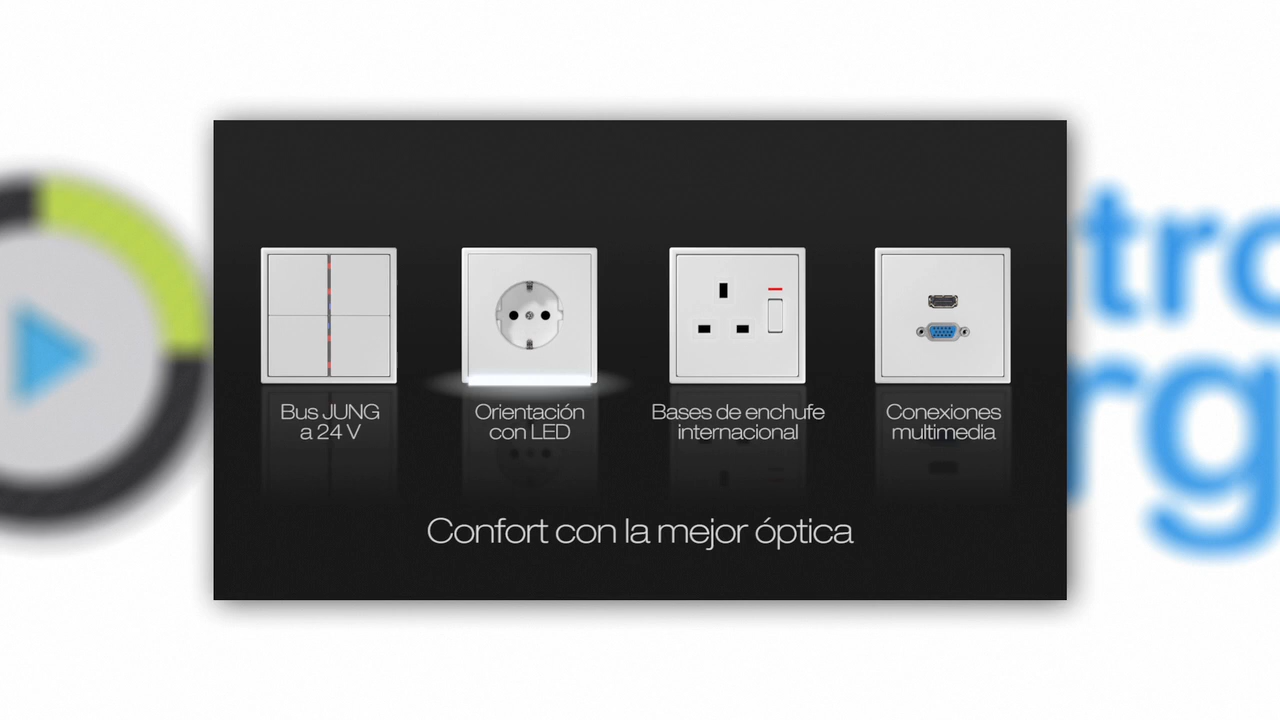 Bus JUNG
a 24 V
Orientación
con LED
Bases de enchufe
internacional
Conexiones
multimedia
Confort con la mejor óptica